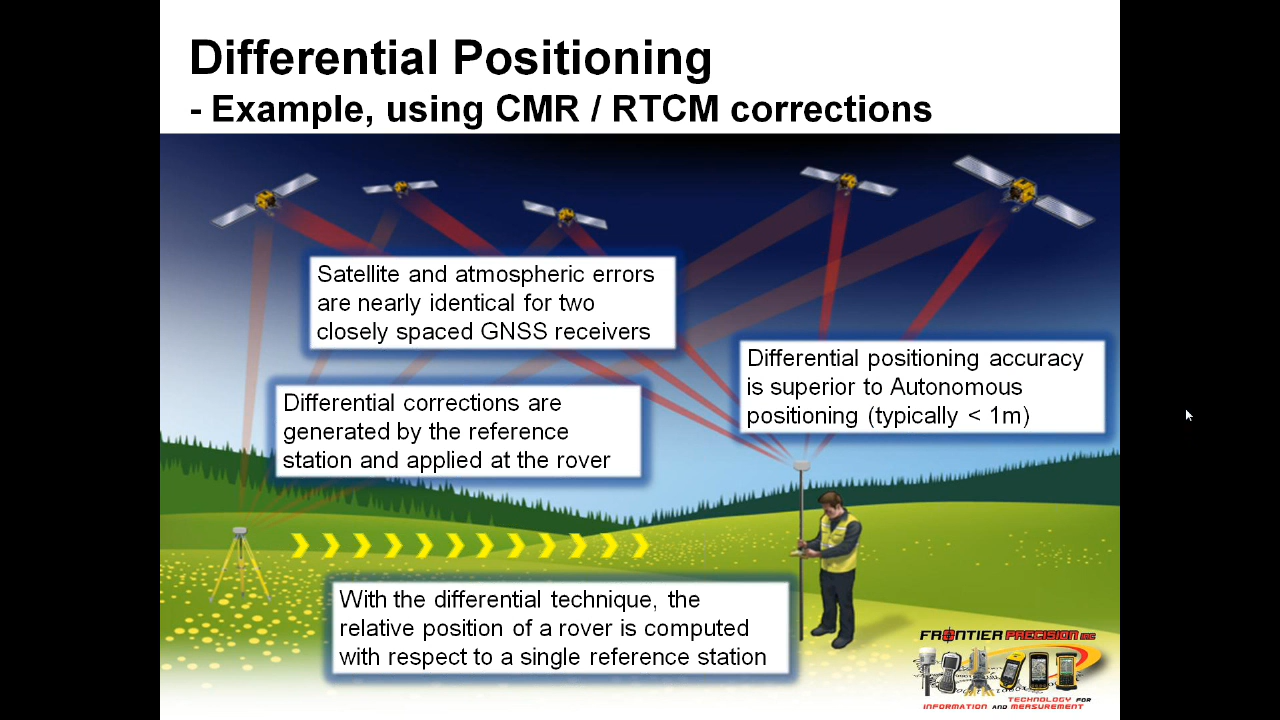 Differential Positioning
- Example, using CMR / RTCM corrections
Satellite and atmospheric errors
are nearly identical for two
closely spaced GNSS receivers
Differential positioning accuracy
is superior to Autonomous
positioning (typically < 1m)
Differential corrections are
generated by the reference
station and applied at the rover
With the differential technique, the
relative position of a rover is computed
with respect to a single reference station
FRONTIER PRECISION INC
TECHNOLOGY FOR
INFORMATION AND MEASUREMENT